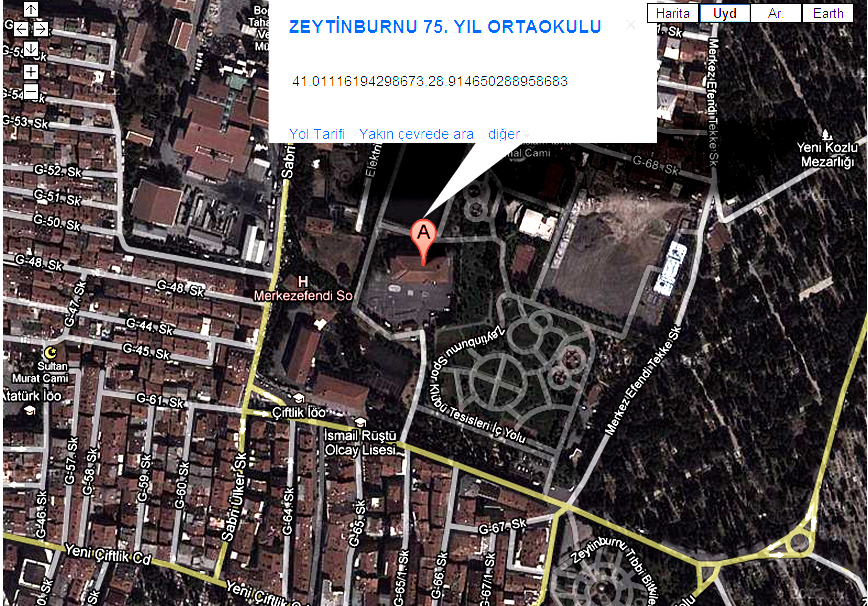 Harita
Uyd
Ar
Earth
ZEYTİNBURNU 75. YIL ORTAOKULU
41.01116194298673,28.914650288958683
Yol Tarifi
Yakın çevrede ara
diğer
G-53. Sk
G-52. Sk
G-51. Sk
G-50. Sk
G-48. Sk
G-48. Sk
G-47. Sk
G-44. Sk
G-45. Sk
Sultan
Murat Cami
Atatürk İöo
G-61. Sk
H
Merkezefendi So
A
G-68. Sk
Merkez Efendi Tekke Sk
Yeni Kozlu
Mezarlığı
Zeytinburnu Spor Klübü Tesisleri İç Yolu
Merkez Efendi Tekke Sk
Çiftlik İöo
İsmail Rüştü
Olcay Lisesi
G-57. Sk
G-58. Sk
G-59. Sk
G-60. Sk
G-46. Sk
Sabri Ülker Sk
G-64. Sk
G-65. Sk
G-65/1. Sk
G-66. Sk
G-67. Sk
G-67/1. Sk
Yeni Çiftlik Cd
Yeni Çiftlik Cd
Zeytinburnu Tıbbi Bitkile